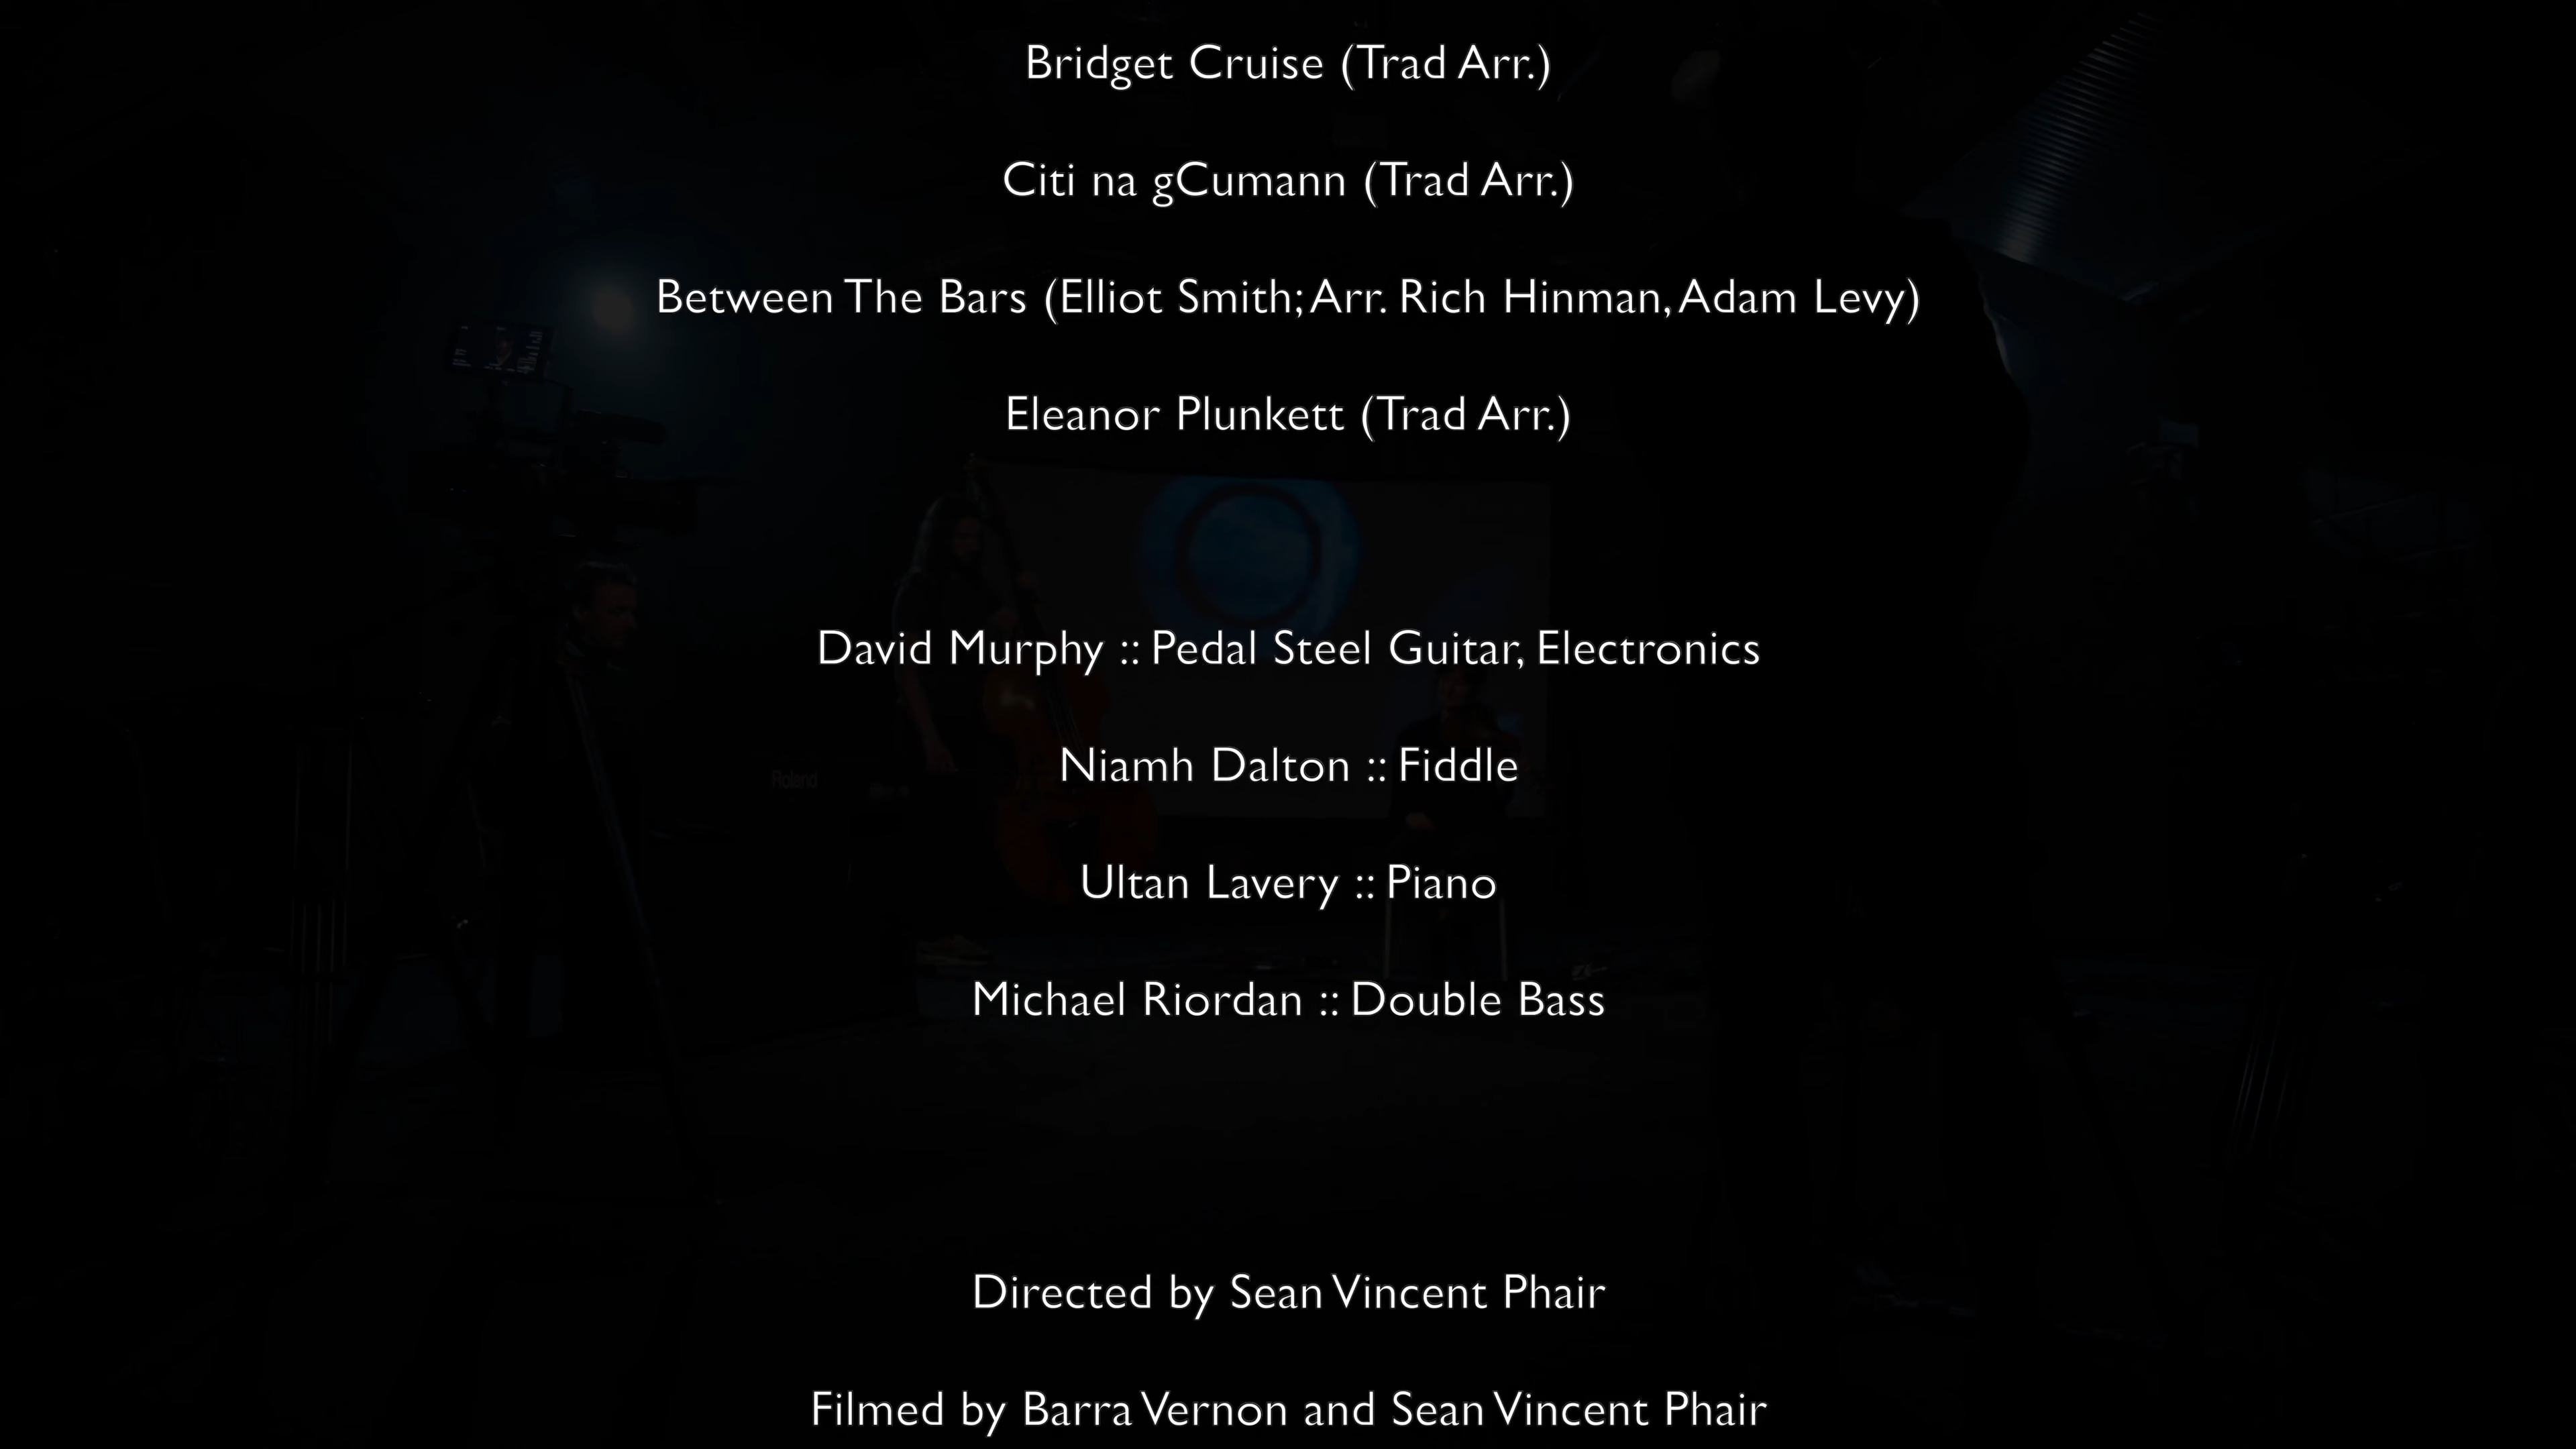 Bridget Cruise (Trad Arr.)
Citi na gCumann (Trad Arr.)
Between The Bars (Elliot Smith; Arr. Rich Hinman, Adam Levy)
Eleanor Plunkett (Trad Arr.)
David Murphy :: Pedal Steel Guitar, Electronics
Niamh Dalton :: Fiddle
Roland
Ultan Lavery :: Piano
Michael Riordan :: Double Bass
Directed by Sean Vincent Phair
Filmed by Barra Vernon and Sean Vincent Phair